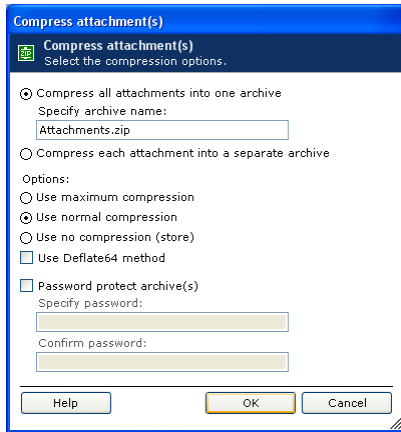 Compress attachment(s)
ZIP
Compress attachment(s)
Select the compression options.
Compress all attachments into one archive
Specify archive name:
Attachments.zip
Compress each attachment into a separate archive
Options:
Use maximum compression
Use normal compression
Use no compression (store)
Use Deflate64 method
Password protect archive(s)
Specify password:
Confirm password:
Help OK Cancel